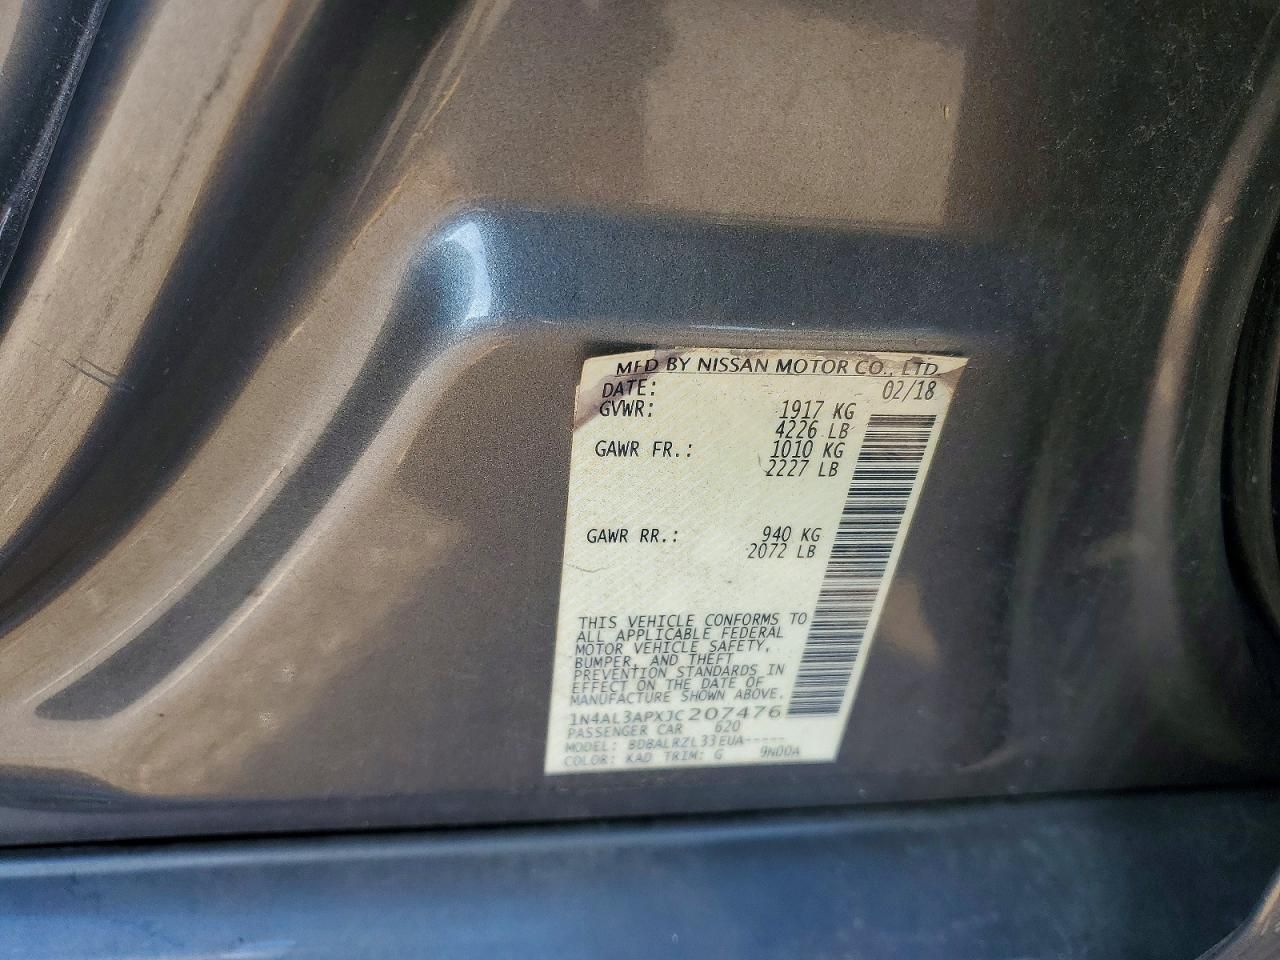 MFD BY NISSAN MOTOR CO., LTD
DATE: 02/18
GVWR: 1917 KG
4226 LB
GAWR FR.: 1010 KG
2227 LB
GAWR RR.: 940 KG
2072 LB
THIS VEHICLE CONFORMS TO
ALL APPLICABLE FEDERAL
MOTOR VEHICLE SAFETY,
BUMPER, AND THEFT
PREVENTION STANDARDS IN
EFFECT ON THE DATE OF
MANUFACTURE SHOWN ABOVE.
1N4AL3APXJC207476
PASSENGER CAR 620
MODEL: BDBALRZL33EUA-----
COLOR: KAD TRIM: G 9N00A